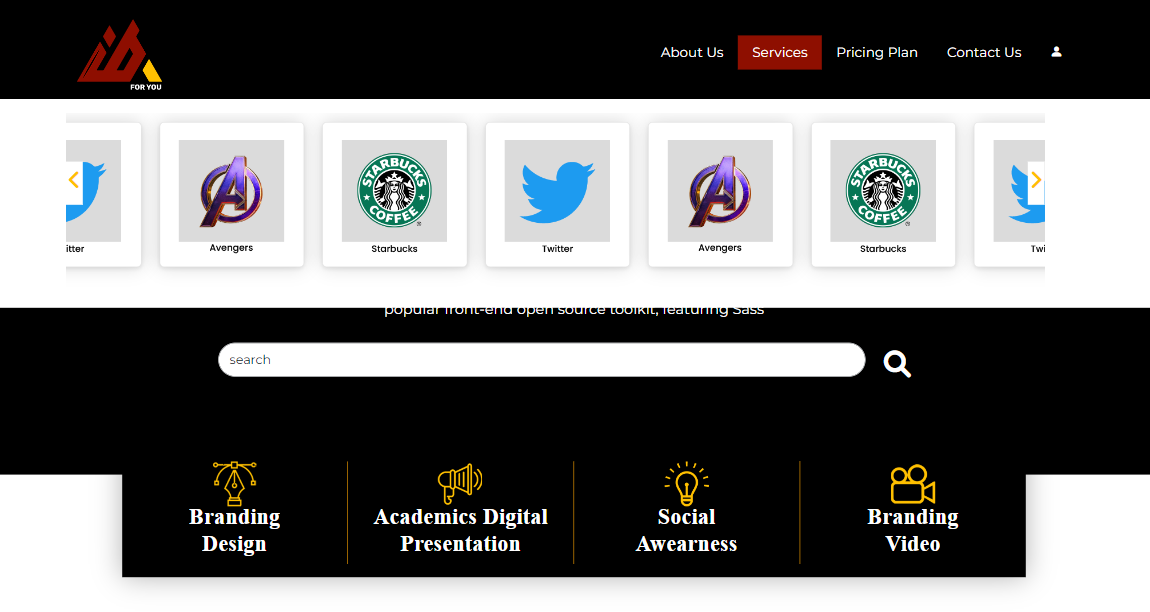 FOR YOU
About Us Services Pricing Plan Contact Us
STARBUCKS COFFEE STARBUCKS COFFEE
itter Avengers Starbucks Twitter Avengers Starbucks Twi
popular front-end open source toolkit, featuring Sass
search
Branding Academics Digital Social Branding
Design Presentation Awearness Video